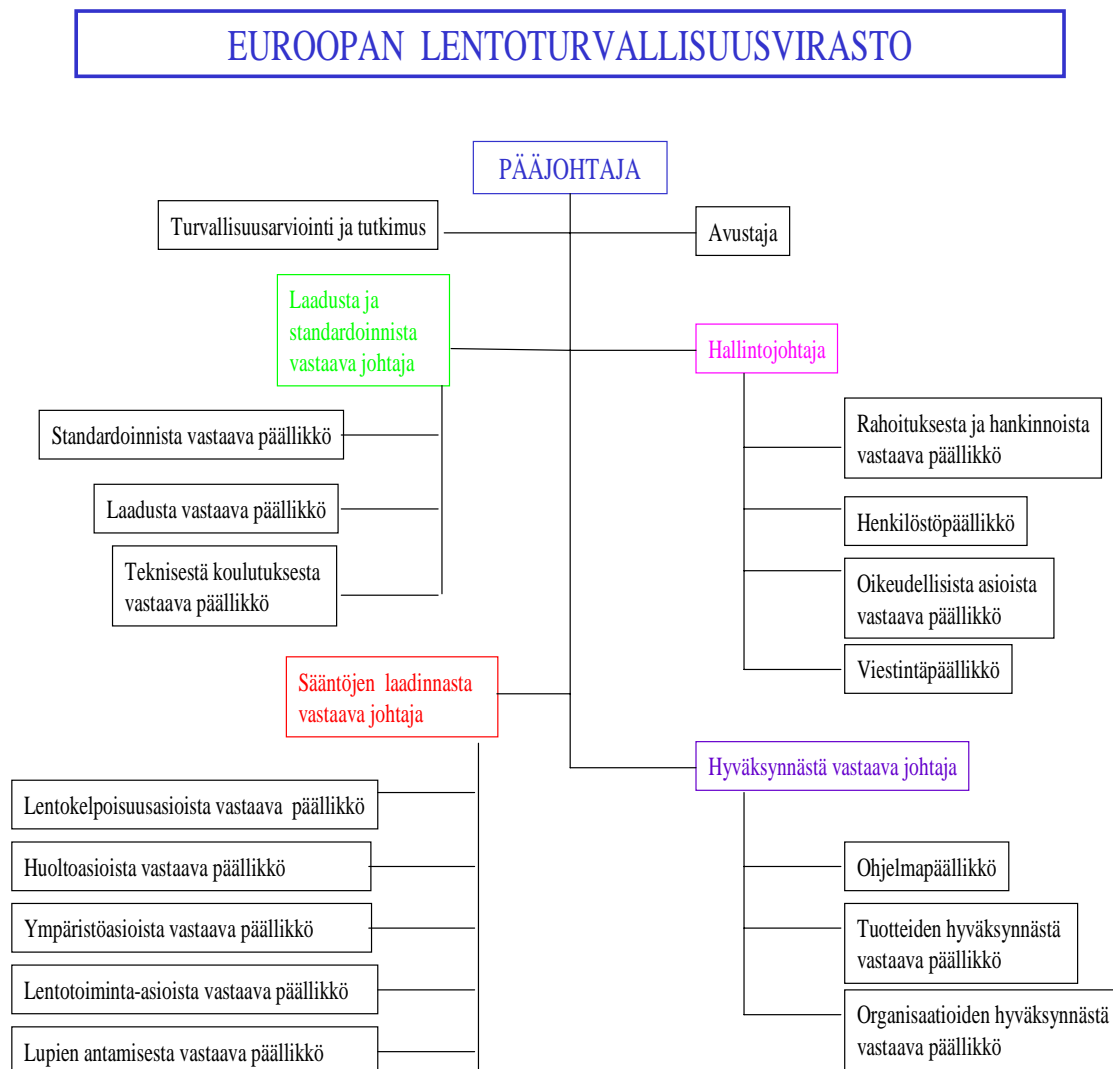 EUROOPAN LENTOTURVALLISUUSVIRASTO
PÄÄJOHTAJA
Turvallisuusarviointi ja tutkimus
Avustaja
Laadusta ja
standardoinnista
vastaava johtaja
Hallintojohtaja
Standardoinnista vastaava päällikkö
Laadusta vastaava päällikkö
Teknisestä koulutuksesta
vastaava päällikkö
Rahoituksesta ja hankinnoista
vastaava päällikkö
Henkilöstöpäällikkö
Oikeudellisista asioista
vastaava päällikkö
Viestintäpäällikkö
Sääntöjen laadinnasta
vastaava johtaja
Hyväksynnästä vastaava johtaja
Lentokelpoisuusasioista vastaava päällikkö
Huoltoasioista vastaava päällikkö
Ympäristöasioista vastaava päällikkö
Lentotoiminta-asioista vastaava päällikkö
Lupien antamisesta vastaava päällikkö
Ohjelmapäällikkö
Tuotteiden hyväksynnästä
vastaava päällikkö
Organisaatioiden hyväksynnästä
vastaava päällikkö